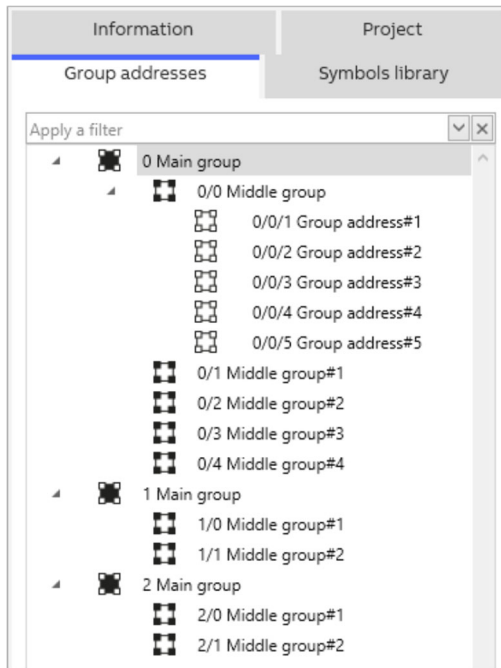 Information Project
Group addresses Symbols library
Apply a filter
0 Main group
0/0 Middle group
0/0/1 Group address#1
0/0/2 Group address#2
0/0/3 Group address#3
0/0/4 Group address#4
0/0/5 Group address#5
0/1 Middle group#1
0/2 Middle group#2
0/3 Middle group#3
0/4 Middle group#4
1 Main group
1/0 Middle group#1
1/1 Middle group#2
2 Main group
2/0 Middle group#1
2/1 Middle group#2